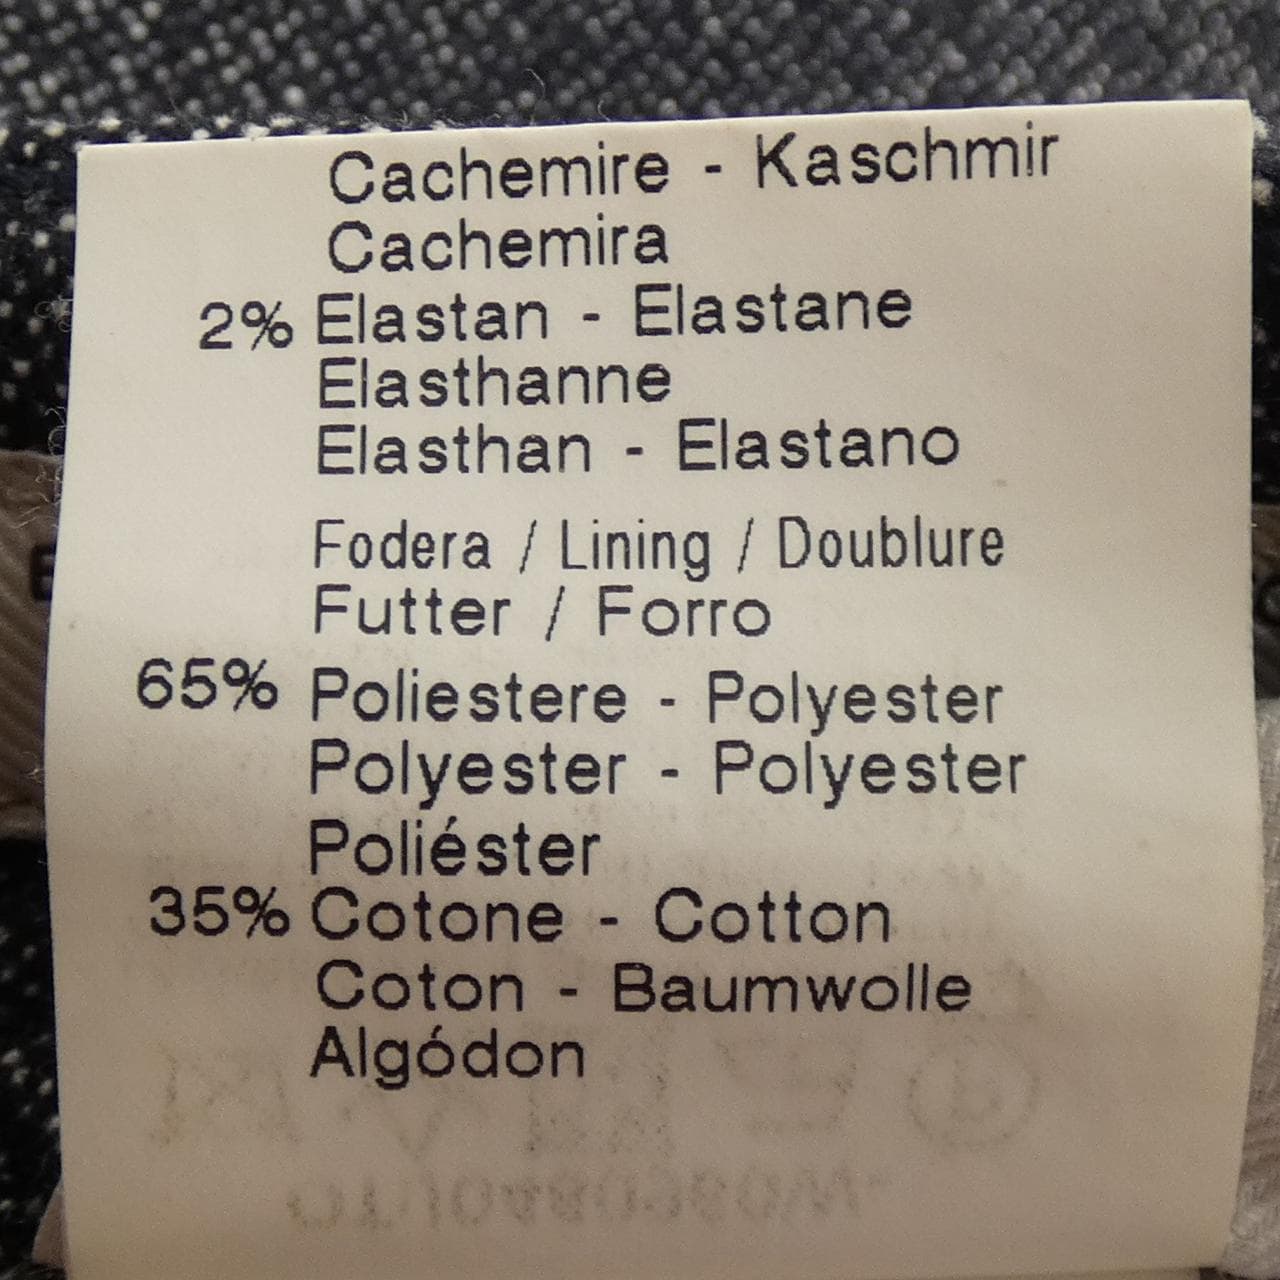 Cachemire - Kaschmir
Cachemira
2% Elastan - Elastane
Elasthanne
Elasthan - Elastano
Fodera / Lining / Doublure
Futter / Forro
65% Poliestere - Polyester
Polyester - Polyester
Poliéster
35% Cotone - Cotton
Coton - Baumwolle
Algódon